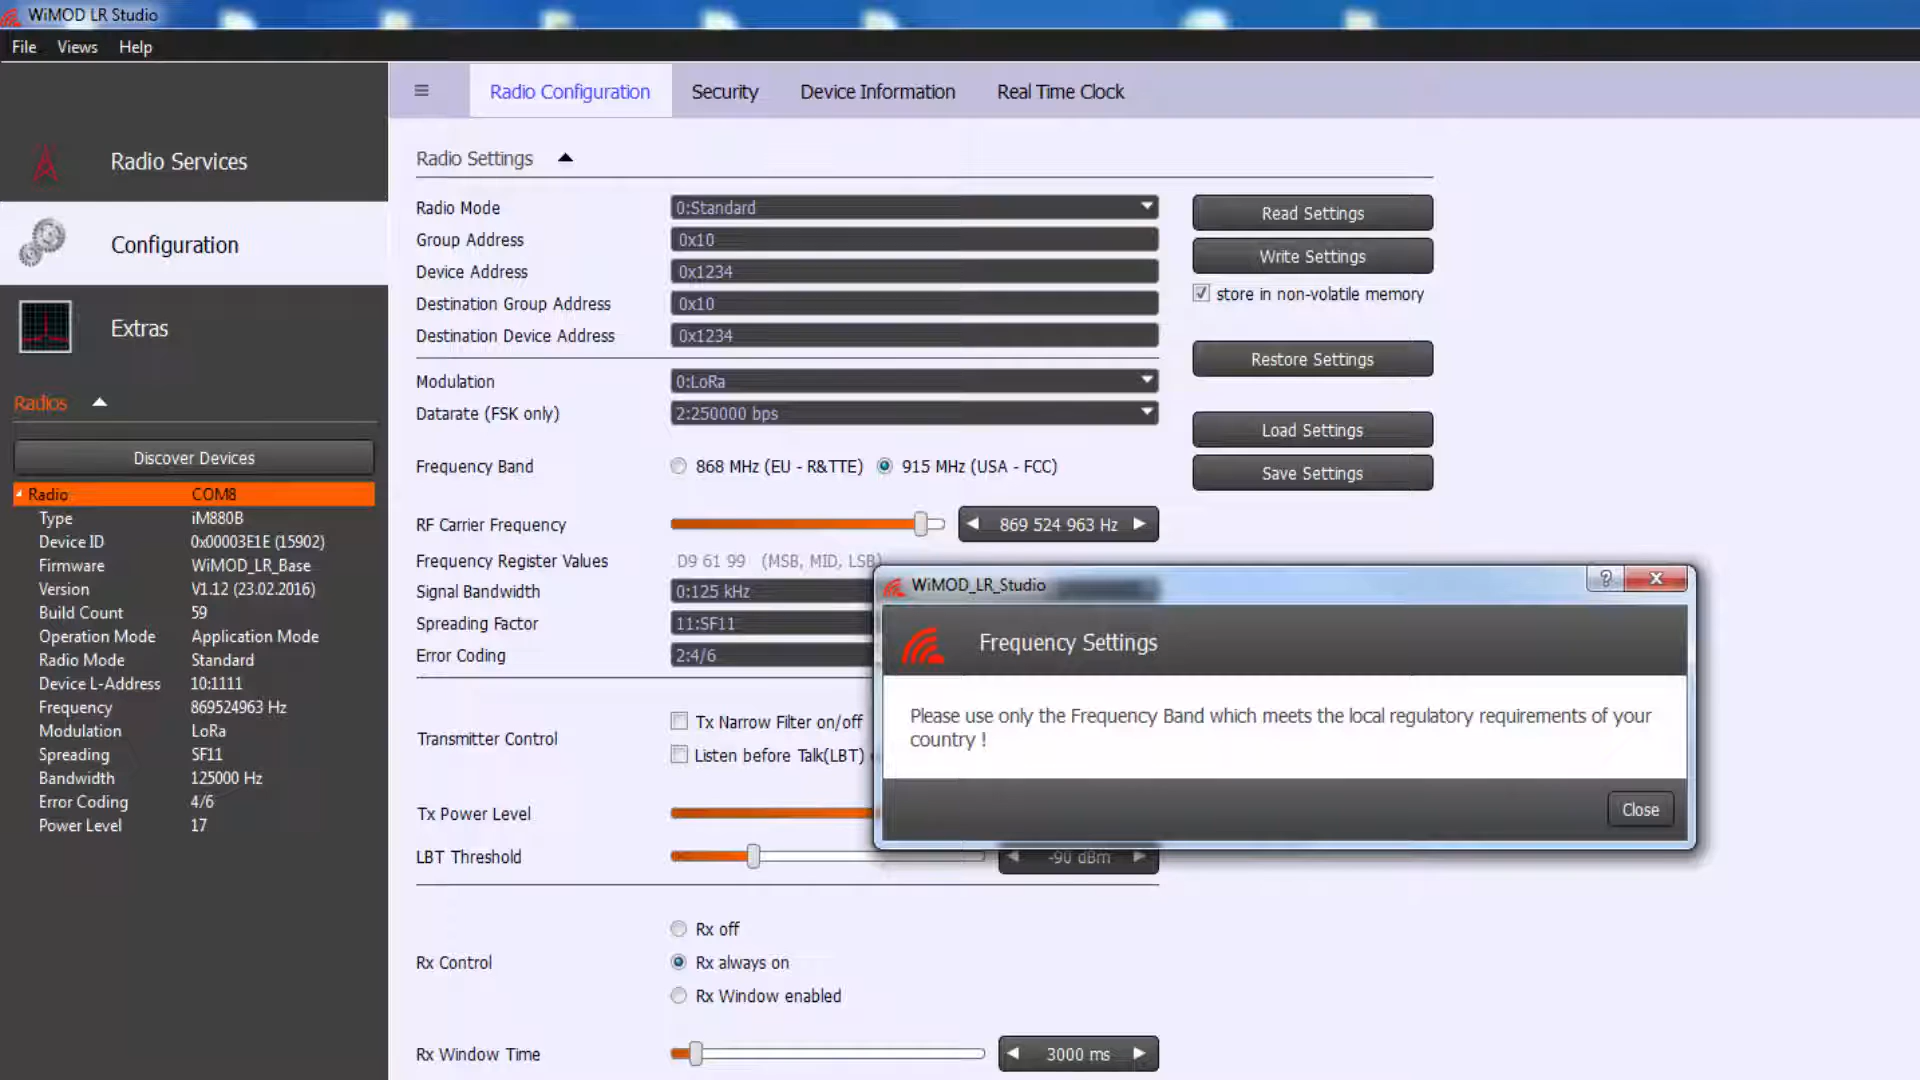 WiMOD LR Studio
File Views Help
≡ Radio Configuration Security Device Information Real Time Clock
Radio Services
Configuration
Extras
Radios
Discover Devices
Radio COM8
Type iM880B
Device ID 0x00003E1E (15902)
Firmware WiMOD_LR_Base
Version V1.12 (23.02.2016)
Build Count 59
Operation Mode Application Mode
Radio Mode Standard
Device L-Address 10:1111
Frequency 869524963 Hz
Modulation LoRa
Spreading SF11
Bandwidth 125000 Hz
Error Coding 4/6
Power Level 17
Radio Settings
Radio Mode 0:Standard
Group Address 0x10
Device Address 0x1234
Destination Group Address 0x10
Destination Device Address 0x1234
Modulation 0:LoRa
Datarate (FSK only) 2:250000 bps
Frequency Band 868 MHz (EU - R&TTE) 915 MHz (USA - FCC)
RF Carrier Frequency 869 524 963 Hz
Frequency Register Values D9 61 99 (MSB, MID, LSB)
Signal Bandwidth 0:125 kHz
Spreading Factor 11:SF11
Error Coding 2:4/6
Transmitter Control
Tx Narrow Filter on/off
Listen before Talk(LBT)
Tx Power Level
LBT Threshold -90 dBm
Rx Control
Rx off
Rx always on
Rx Window enabled
Rx Window Time 3000 ms
Read Settings
Write Settings
store in non-volatile memory
Restore Settings
Load Settings
Save Settings
WiMOD_LR_Studio
?
Frequency Settings
Please use only the Frequency Band which meets the local regulatory requirements of your
country !
Close